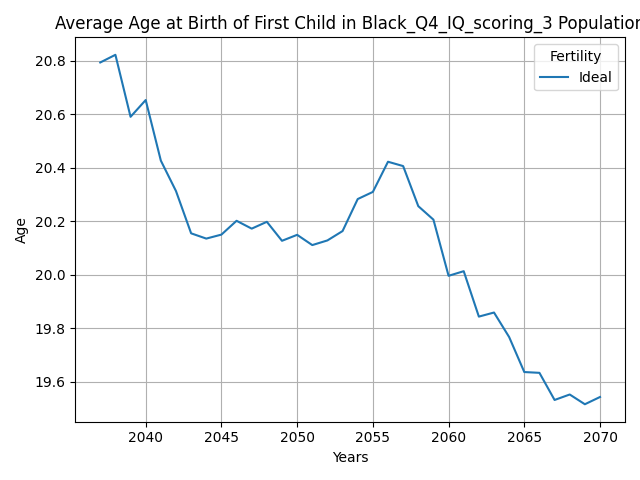 Average Age at Birth of First Child in Black_Q4_IQ_scoring_3 Population
Fertility
Ideal
20.8
20.6
20.4
20.2
20.0
19.8
19.6
Age
2040 2045 2050 2055 2060 2065 2070
Years